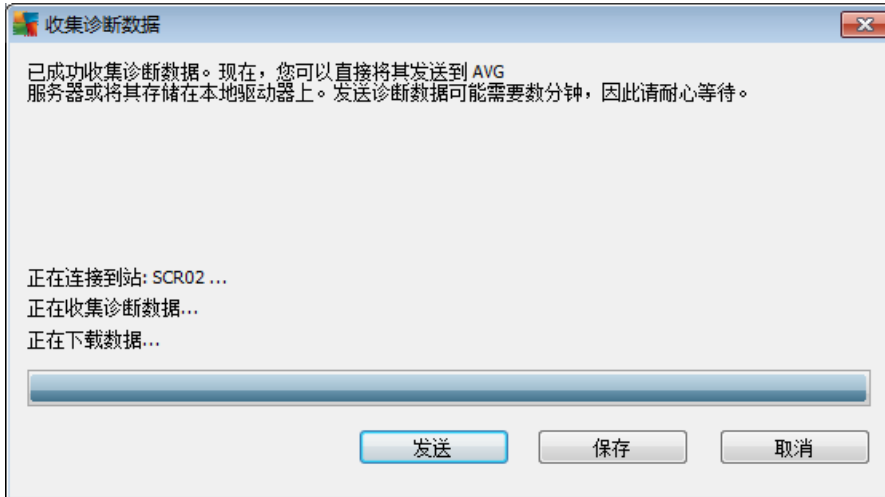 收集诊断数据
已成功收集诊断数据。现在，您可以直接将其发送到 AVG
服务器或将其存储在本地驱动器上。发送诊断数据可能需要数分钟，因此请耐心等待。
正在连接到站: SCR02 ...
正在收集诊断数据...
正在下载数据...
发送 保存 取消